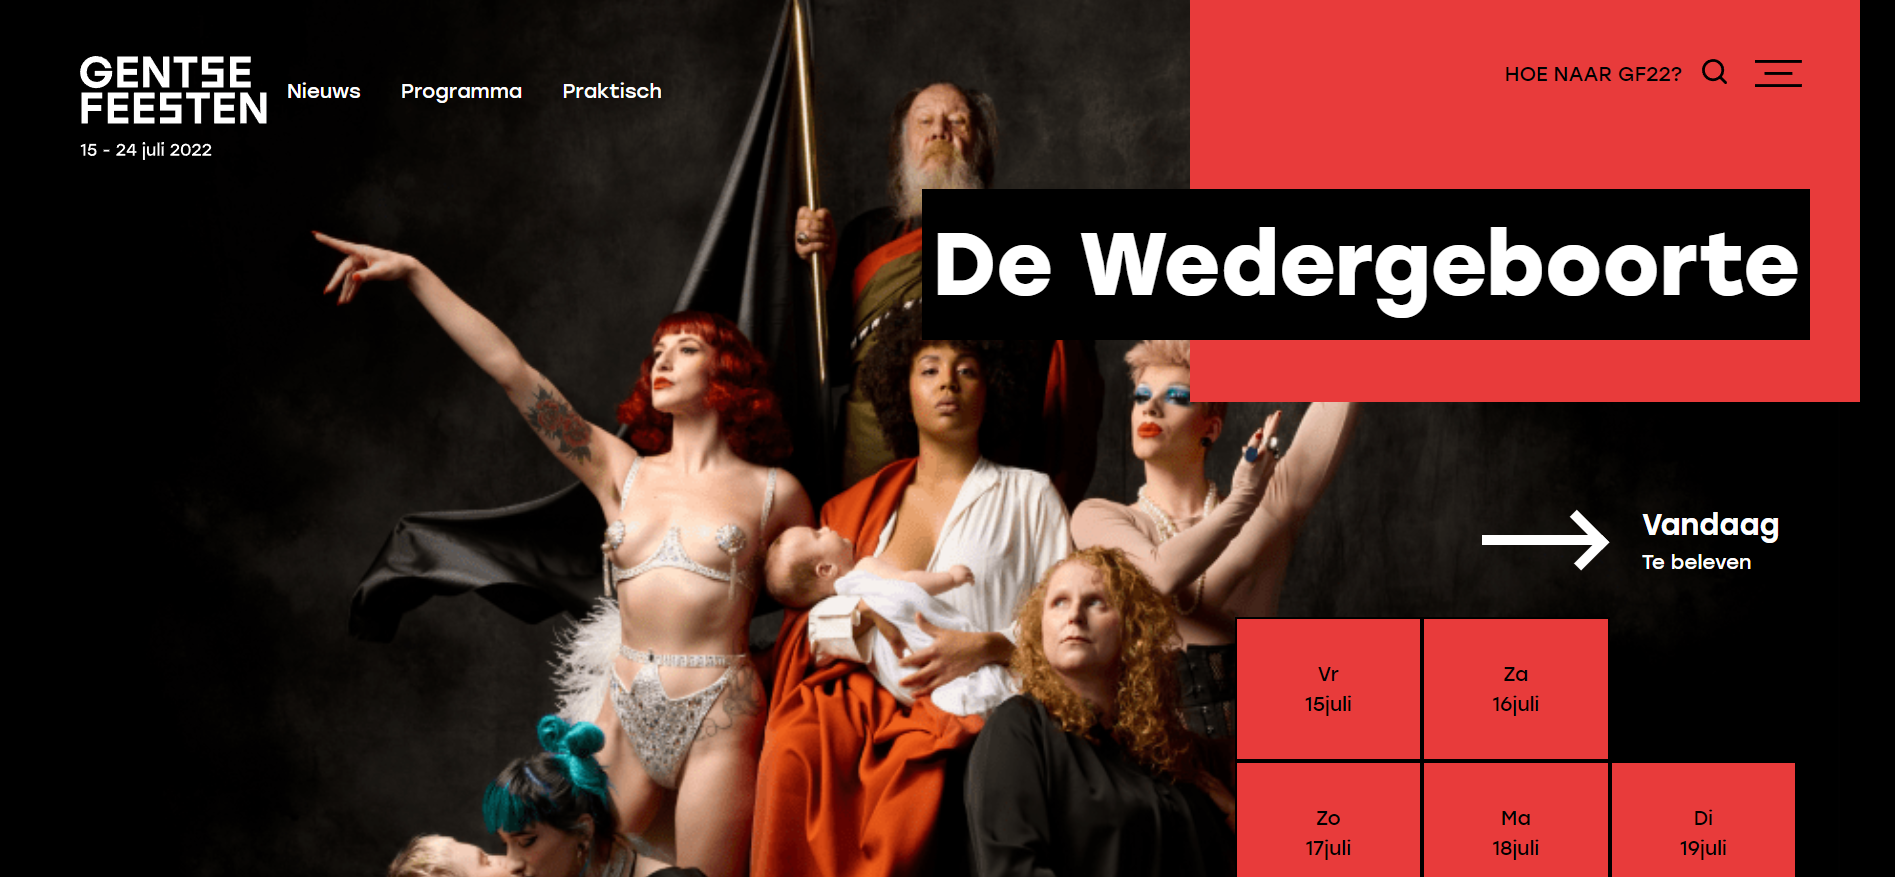 GENTSE
FEESTEN
15 - 24 juli 2022
Nieuws
Programma
Praktisch
HOE NAAR GF22?
De Wedergeboorte
Vandaag
Te beleven
Vr
15juli
Za
16juli
Zo
17juli
Ma
18juli
Di
19juli